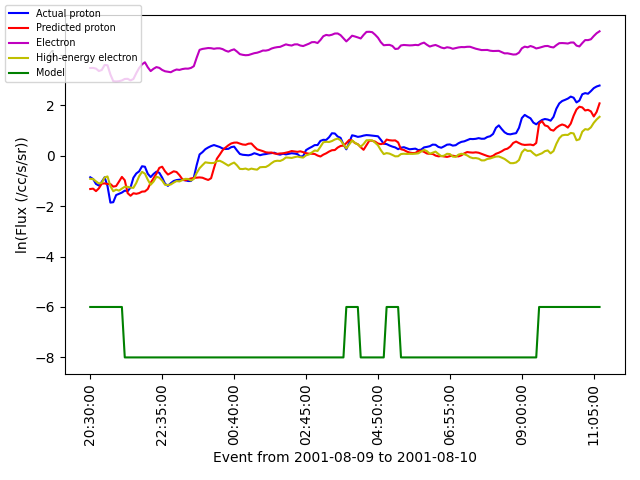 Actual proton
Predicted proton
Electron
High-energy electron
Model
2
0
−2
−4
−6
−8
ln(Flux (/cc/s/sr))
20:30:00
22:35:00
00:40:00
02:45:00
04:50:00
06:55:00
09:00:00
11:05:00
Event from 2001-08-09 to 2001-08-10